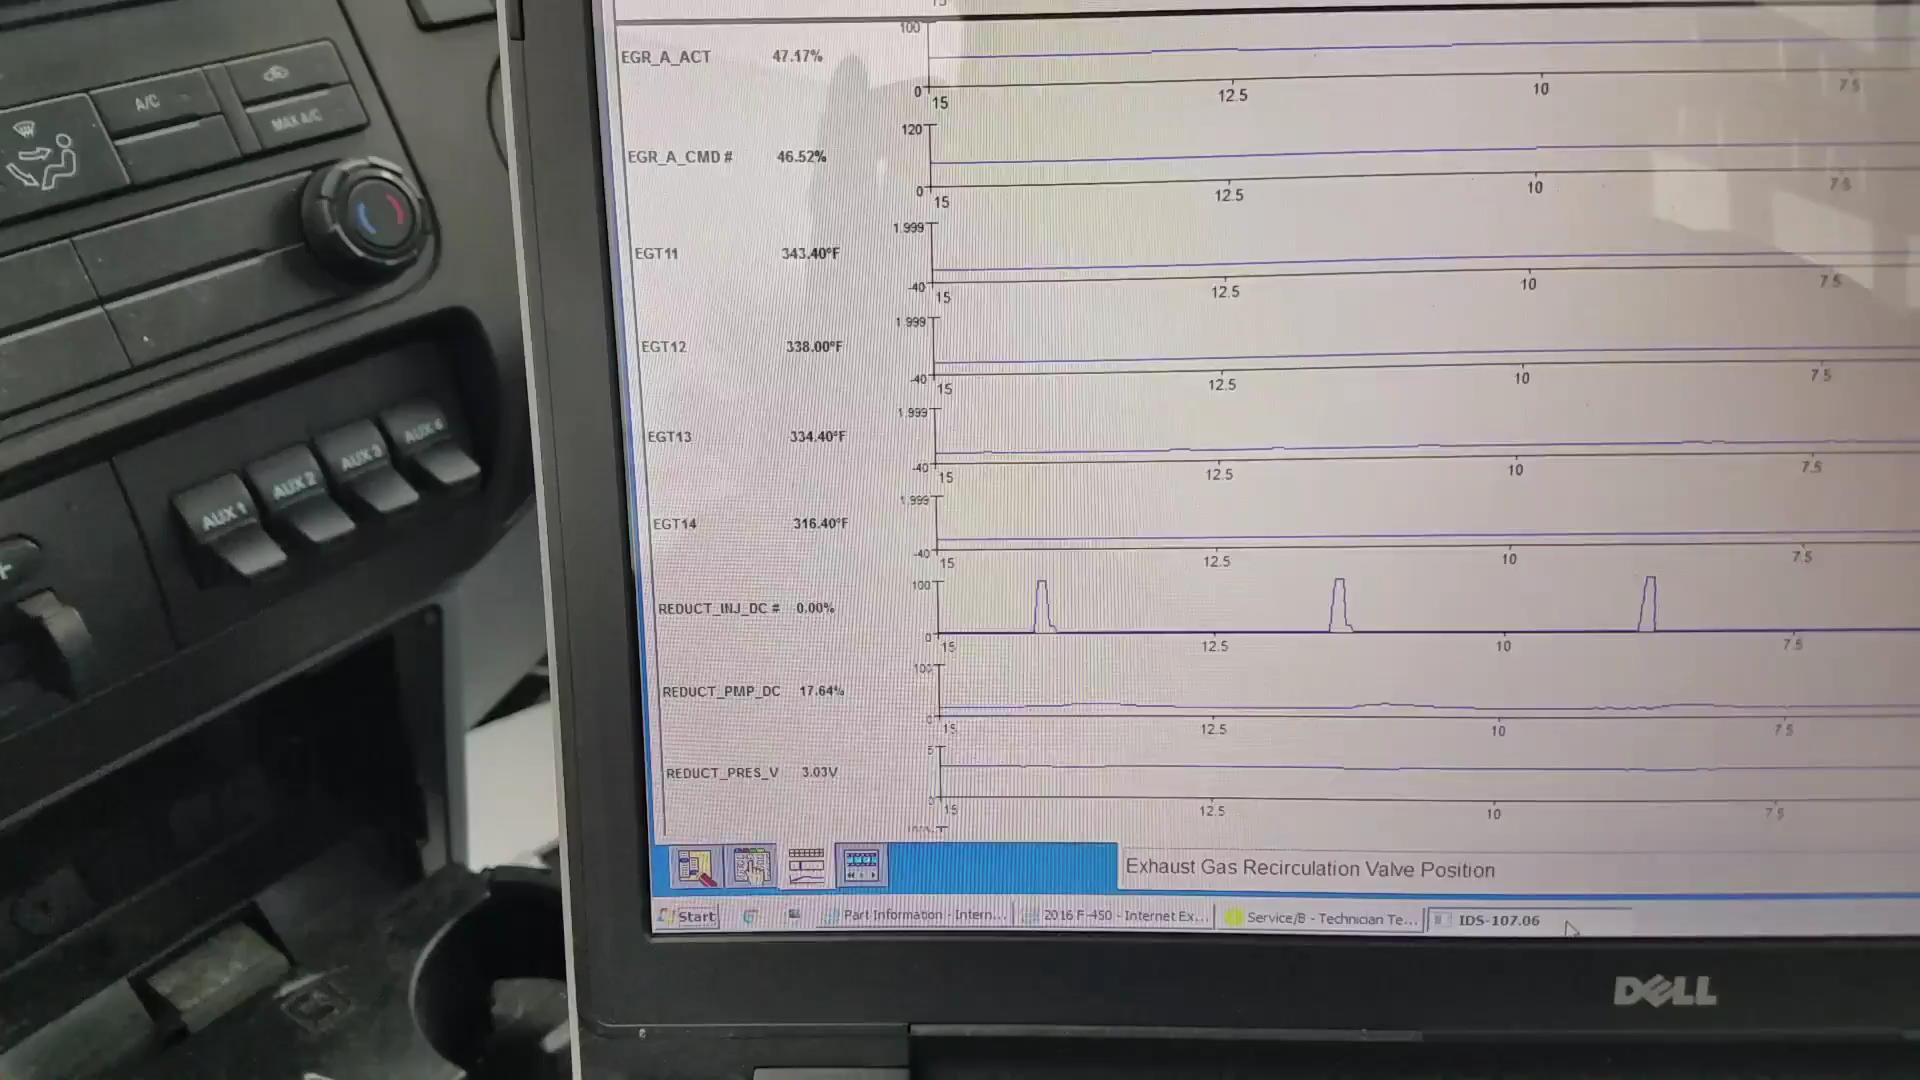 15
100
EGR_A_ACT 47.17%
0
15 12.5 10 7.5
120
EGR_A_CMD # 46.52%
0
15 12.5 10 7.5
1.999
EGT11 343.40°F
-40
15 12.5 10 7.5
1.999
EGT12 338.00°F
-40
15 12.5 10 7.5
1.999
EGT13 334.40°F
-40
15 12.5 10 7.5
1.999
EGT14 316.40°F
-40
15 12.5 10 7.5
100
REDUCT_INJ_DC # 0.00%
0
15 12.5 10 7.5
100
REDUCT_PMP_DC 17.64%
0
15 12.5 10 7.5
5
REDUCT_PRES_V 3.03V
0
15 12.5 10 7.5
Exhaust Gas Recirculation Valve Position
Start
Part Information - Intern...
2016 F-450 - Internet Ex...
Service/B - Technician Te...
IDS-107.06
DELL
A/C
MAX A/C
AUX 1
AUX 2
AUX 3